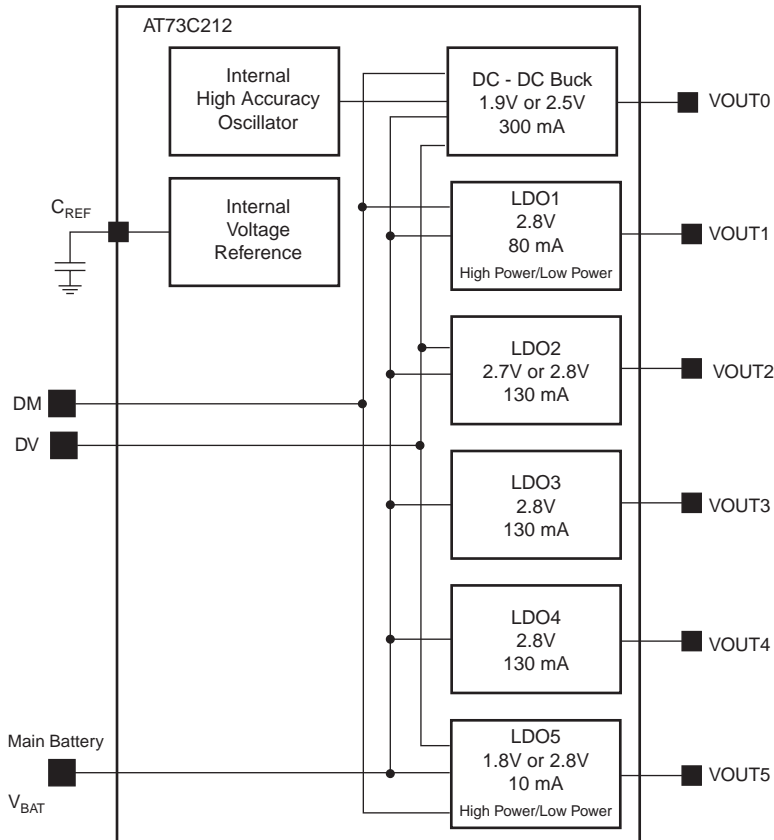 AT73C212
Internal
High Accuracy
Oscillator
DC - DC Buck
1.9V or 2.5V
300 mA
VOUT0
C_REF
Internal
Voltage
Reference
LDO1
2.8V
80 mA
High Power/Low Power
VOUT1
LDO2
2.7V or 2.8V
130 mA
VOUT2
DM
DV
LDO3
2.8V
130 mA
VOUT3
LDO4
2.8V
130 mA
VOUT4
Main Battery
V_BAT
LDO5
1.8V or 2.8V
10 mA
High Power/Low Power
VOUT5